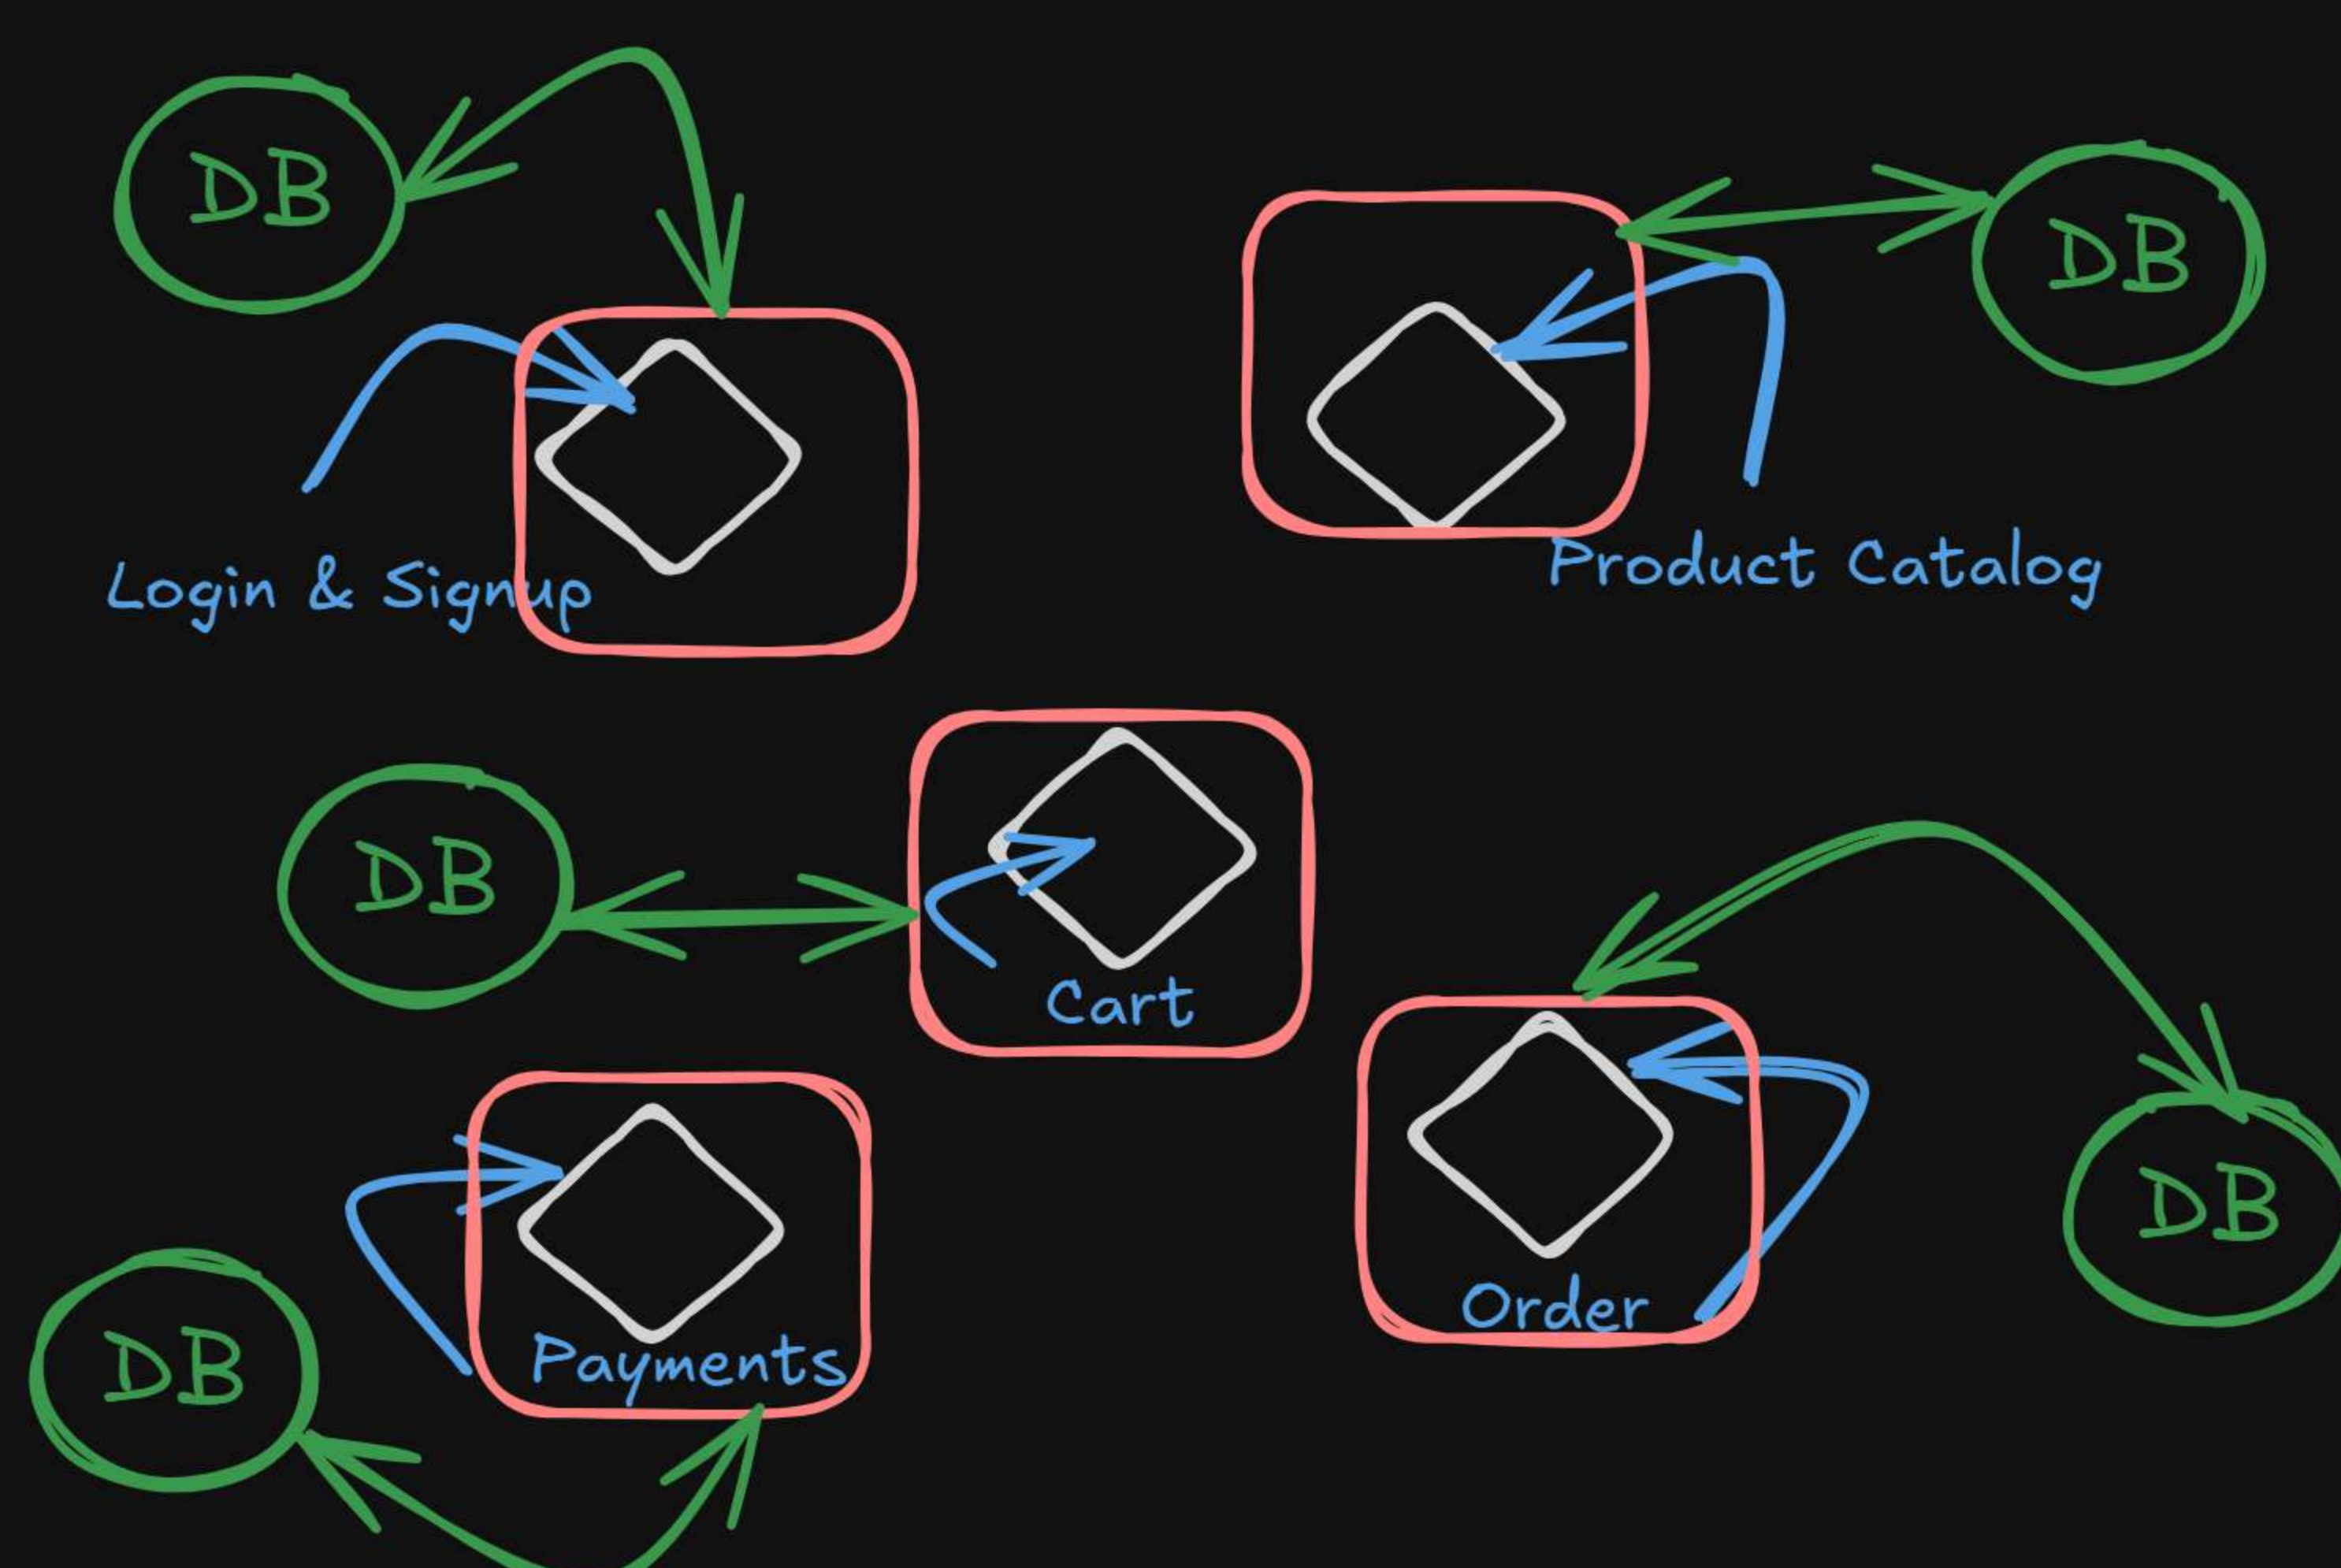 DB
DB
Login & Signup
Product Catalog
DB
Cart
DB
Order
Payments
DB